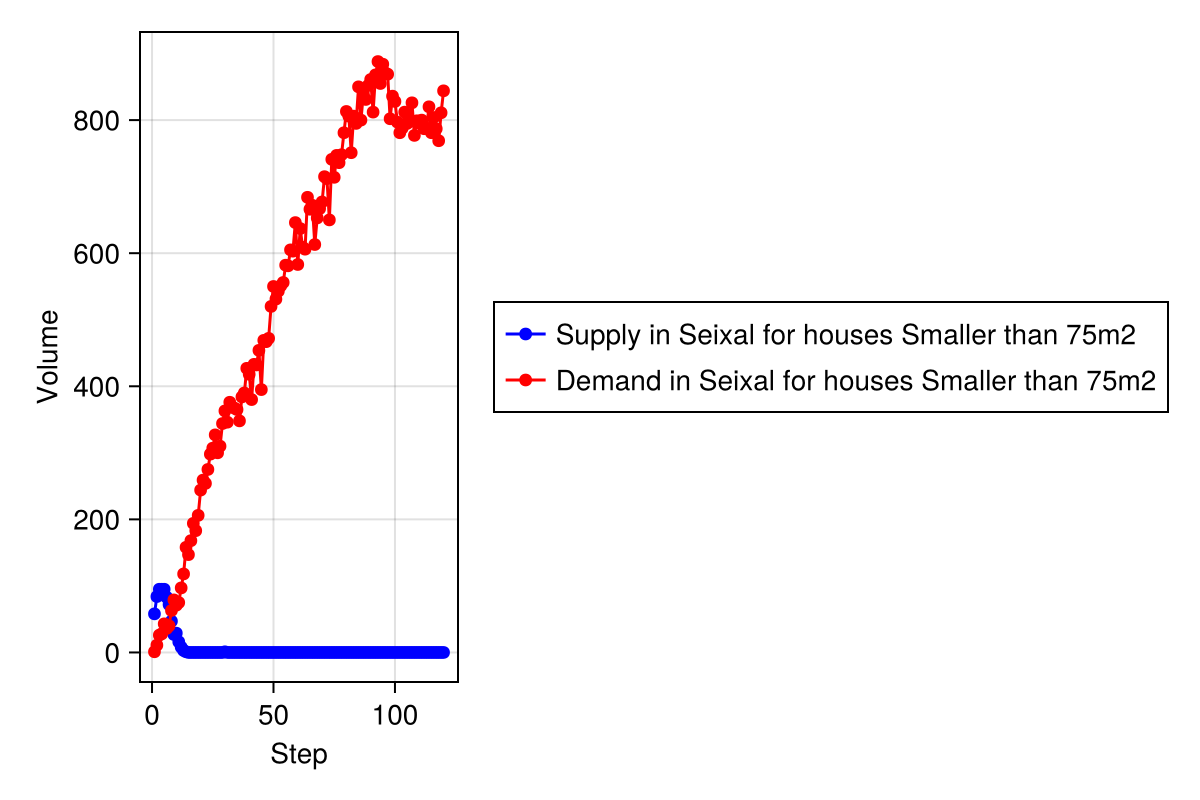 800
600
400
200
0
Volume
0 50 100
Step
Supply in Seixal for houses Smaller than 75m2
Demand in Seixal for houses Smaller than 75m2